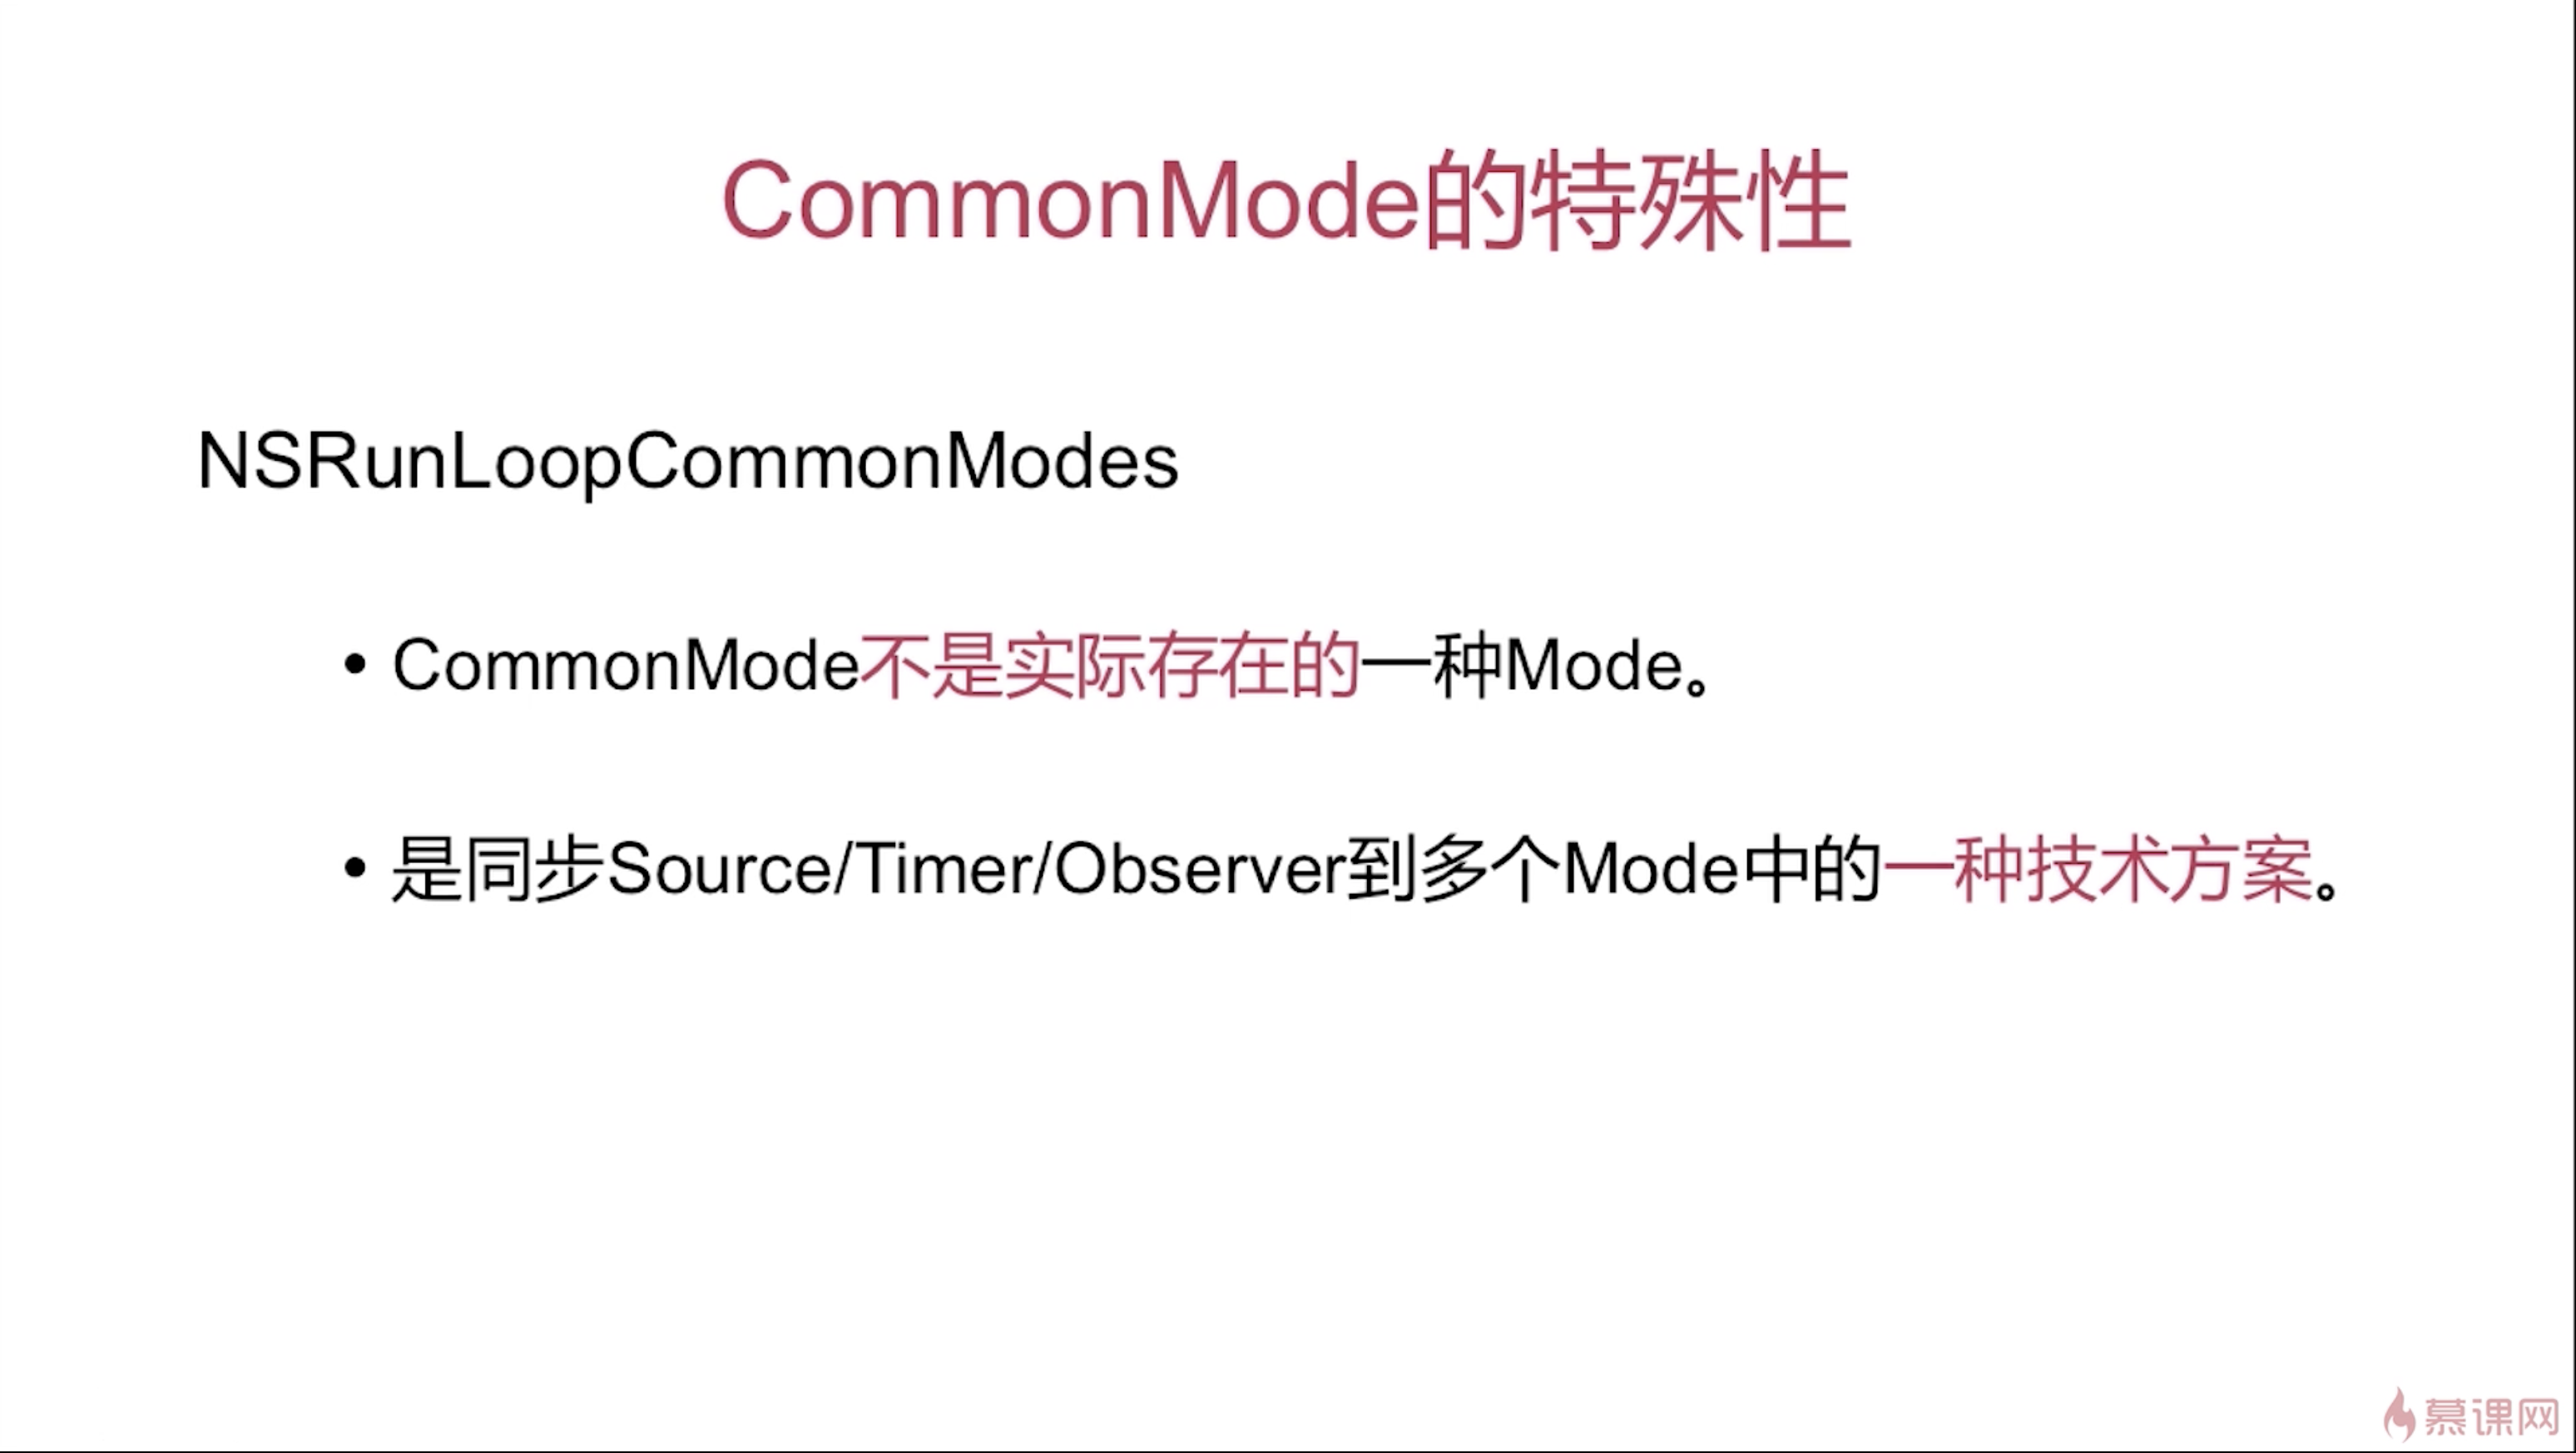 CommonMode的特殊性
NSRunLoopCommonModes
• CommonMode不是实际存在的一种Mode。
• 是同步Source/Timer/Observer到多个Mode中的一种技术方案。
慕课网